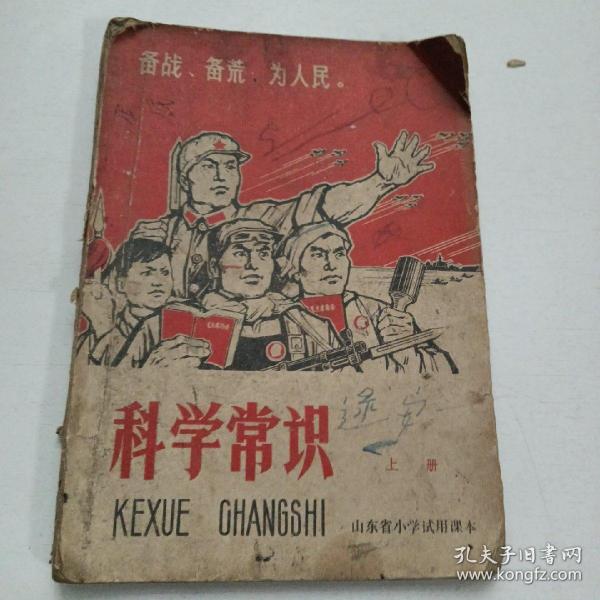 备战、备荒、为人民。
科学常识
上册
KEXUE CHANGSHI
山东省小学试用课本
孔夫子旧书网
www.kongfz.com